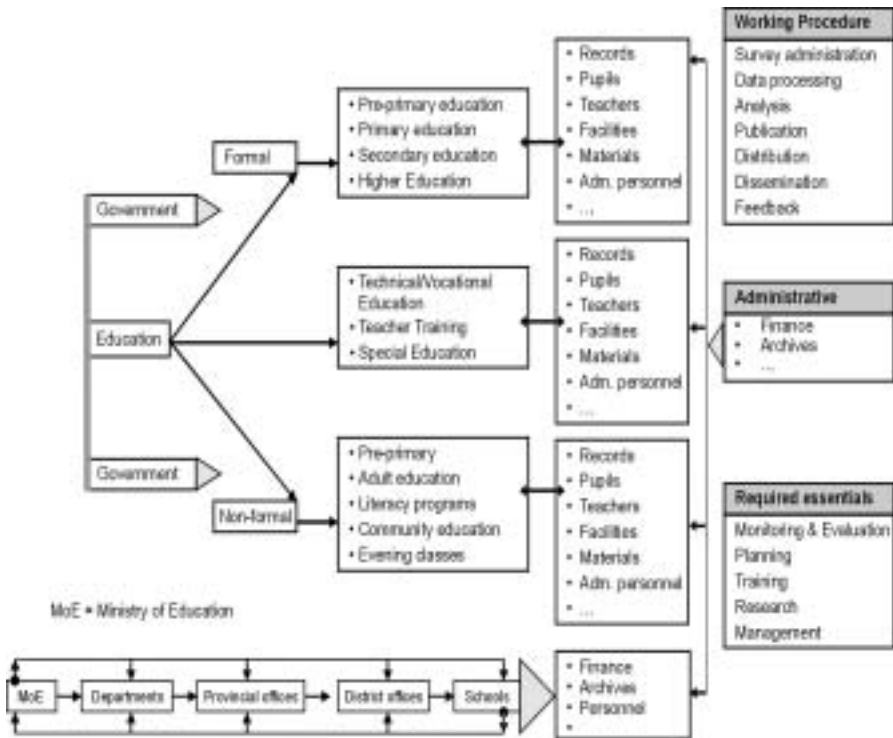 Working Procedure
Survey administration
Data processing
Analysis
Publication
Distribution
Dissemination
Feedback
• Records
• Pupils
• Teachers
• Facilities
• Materials
• Adm. personnel
• ...
• Pre-primary education
• Primary education
• Secondary education
• Higher Education
Formal
Government
Education
Government
Non-formal
• Technical/Vocational
Education
• Teacher Training
• Special Education
• Records
• Pupils
• Teachers
• Facilities
• Materials
• Adm. personnel
• ...
Administrative
• Finance
• Archives
• ...
• Pre-primary
• Adult education
• Literacy programs
• Community education
• Evening classes
• Records
• Pupils
• Teachers
• Facilities
• Materials
• Adm. personnel
• ...
Required essentials
Monitoring & Evaluation
Planning
Training
Research
Management
MoE = Ministry of Education
MoE
Departments
Provincial offices
District offices
Schools
• Finance
• Archives
• Personnel
•